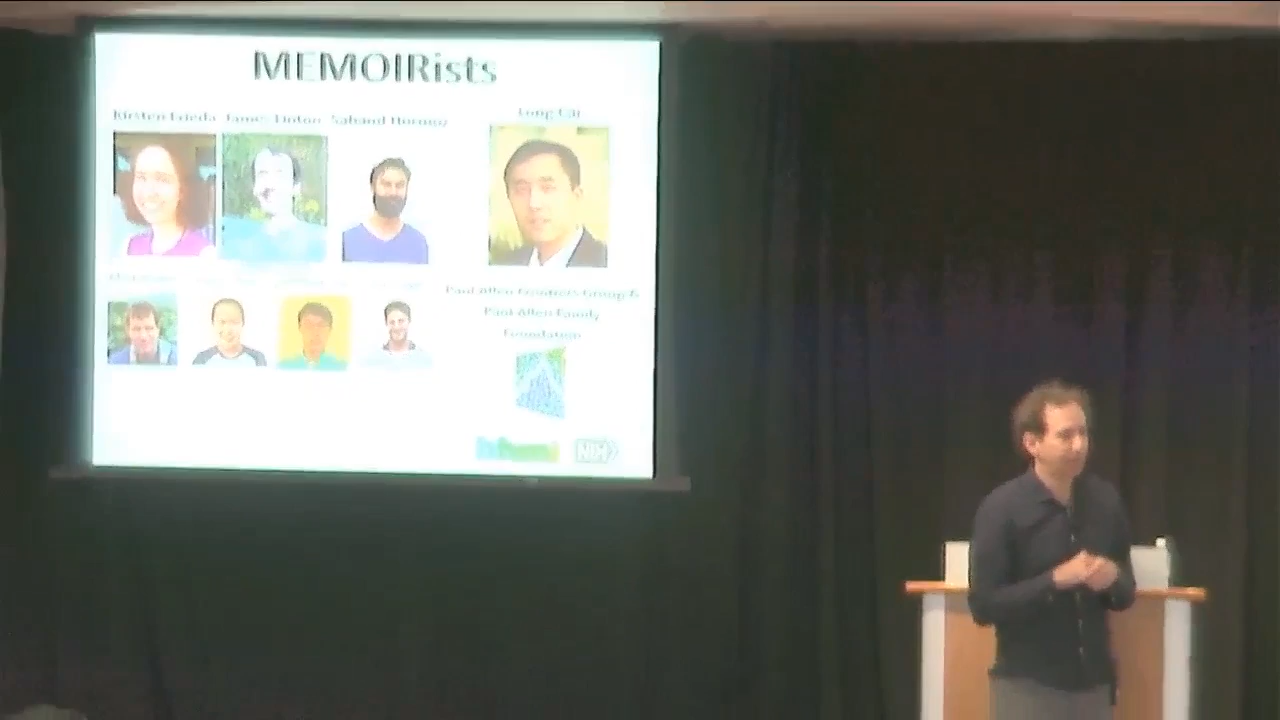 MEMOIRists
Kirsten Frieda James Linton Sahand Hormoz Long Cai
Paul Allen Frontiers Group &
Paul Allen Family
Foundation
NIH